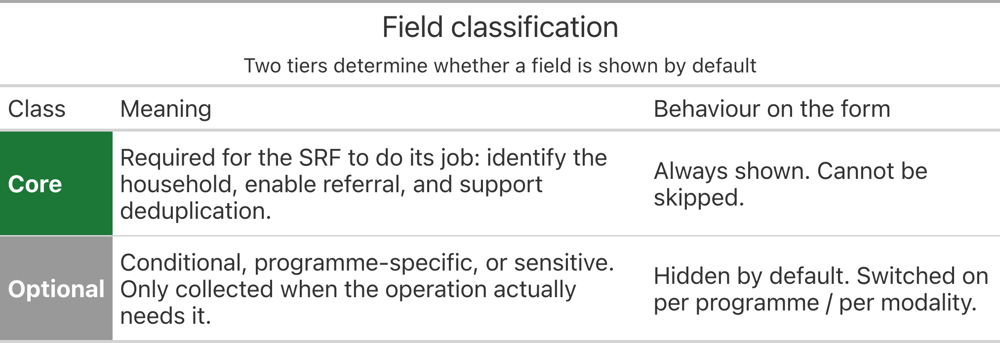 Field classification
Two tiers determine whether a field is shown by default
Class
Meaning
Behaviour on the form
Core
Required for the SRF to do its job: identify the
household, enable referral, and support
deduplication.
Always shown. Cannot be
skipped.
Optional
Conditional, programme-specific, or sensitive.
Only collected when the operation actually
needs it.
Hidden by default. Switched on
per programme / per modality.